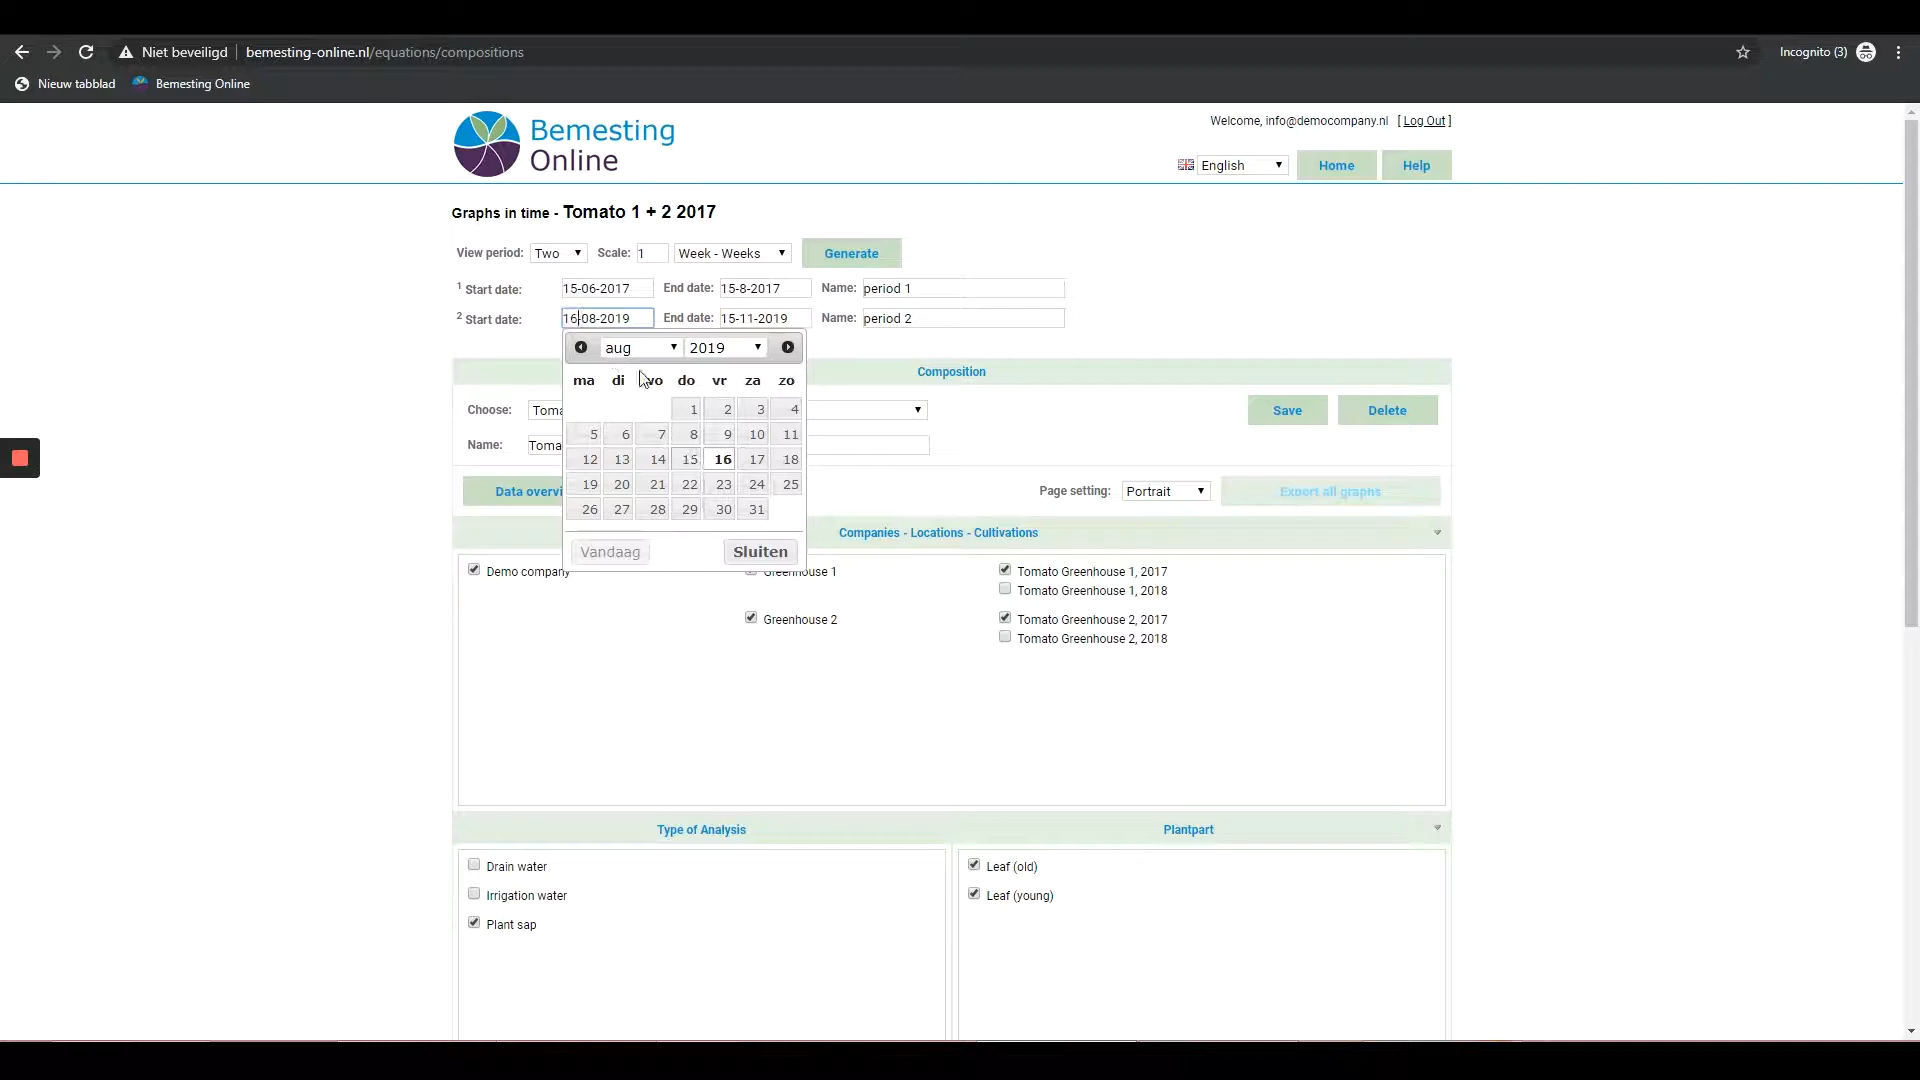 Niet beveiligd bemesting-online.nl/equations/compositions Incognito (3)
Nieuw tabblad Bemesting Online
Bemesting Online
Welcome, info@democompany.nl [ Log Out ]
English Home Help
Graphs in time - Tomato 1 + 2 2017
View period: Two Scale: 1 Week - Weeks Generate
1 Start date: 15-06-2017 End date: 15-8-2017 Name: period 1
2 Start date: 16-08-2019 End date: 15-11-2019 Name: period 2
aug 2019
ma di wo do vr za zo
1 2 3 4
5 6 7 8 9 10 11
12 13 14 15 16 17 18
19 20 21 22 23 24 25
26 27 28 29 30 31
Vandaag Sluiten
Composition
Choose: Toma Save Delete
Name: Toma
Data overvi Page setting: Portrait Export all graphs
Companies - Locations - Cultivations
Demo company Greenhouse 1 Tomato Greenhouse 1, 2017
Tomato Greenhouse 1, 2018
Greenhouse 2 Tomato Greenhouse 2, 2017
Tomato Greenhouse 2, 2018
Type of Analysis Plantpart
Drain water Leaf (old)
Irrigation water Leaf (young)
Plant sap